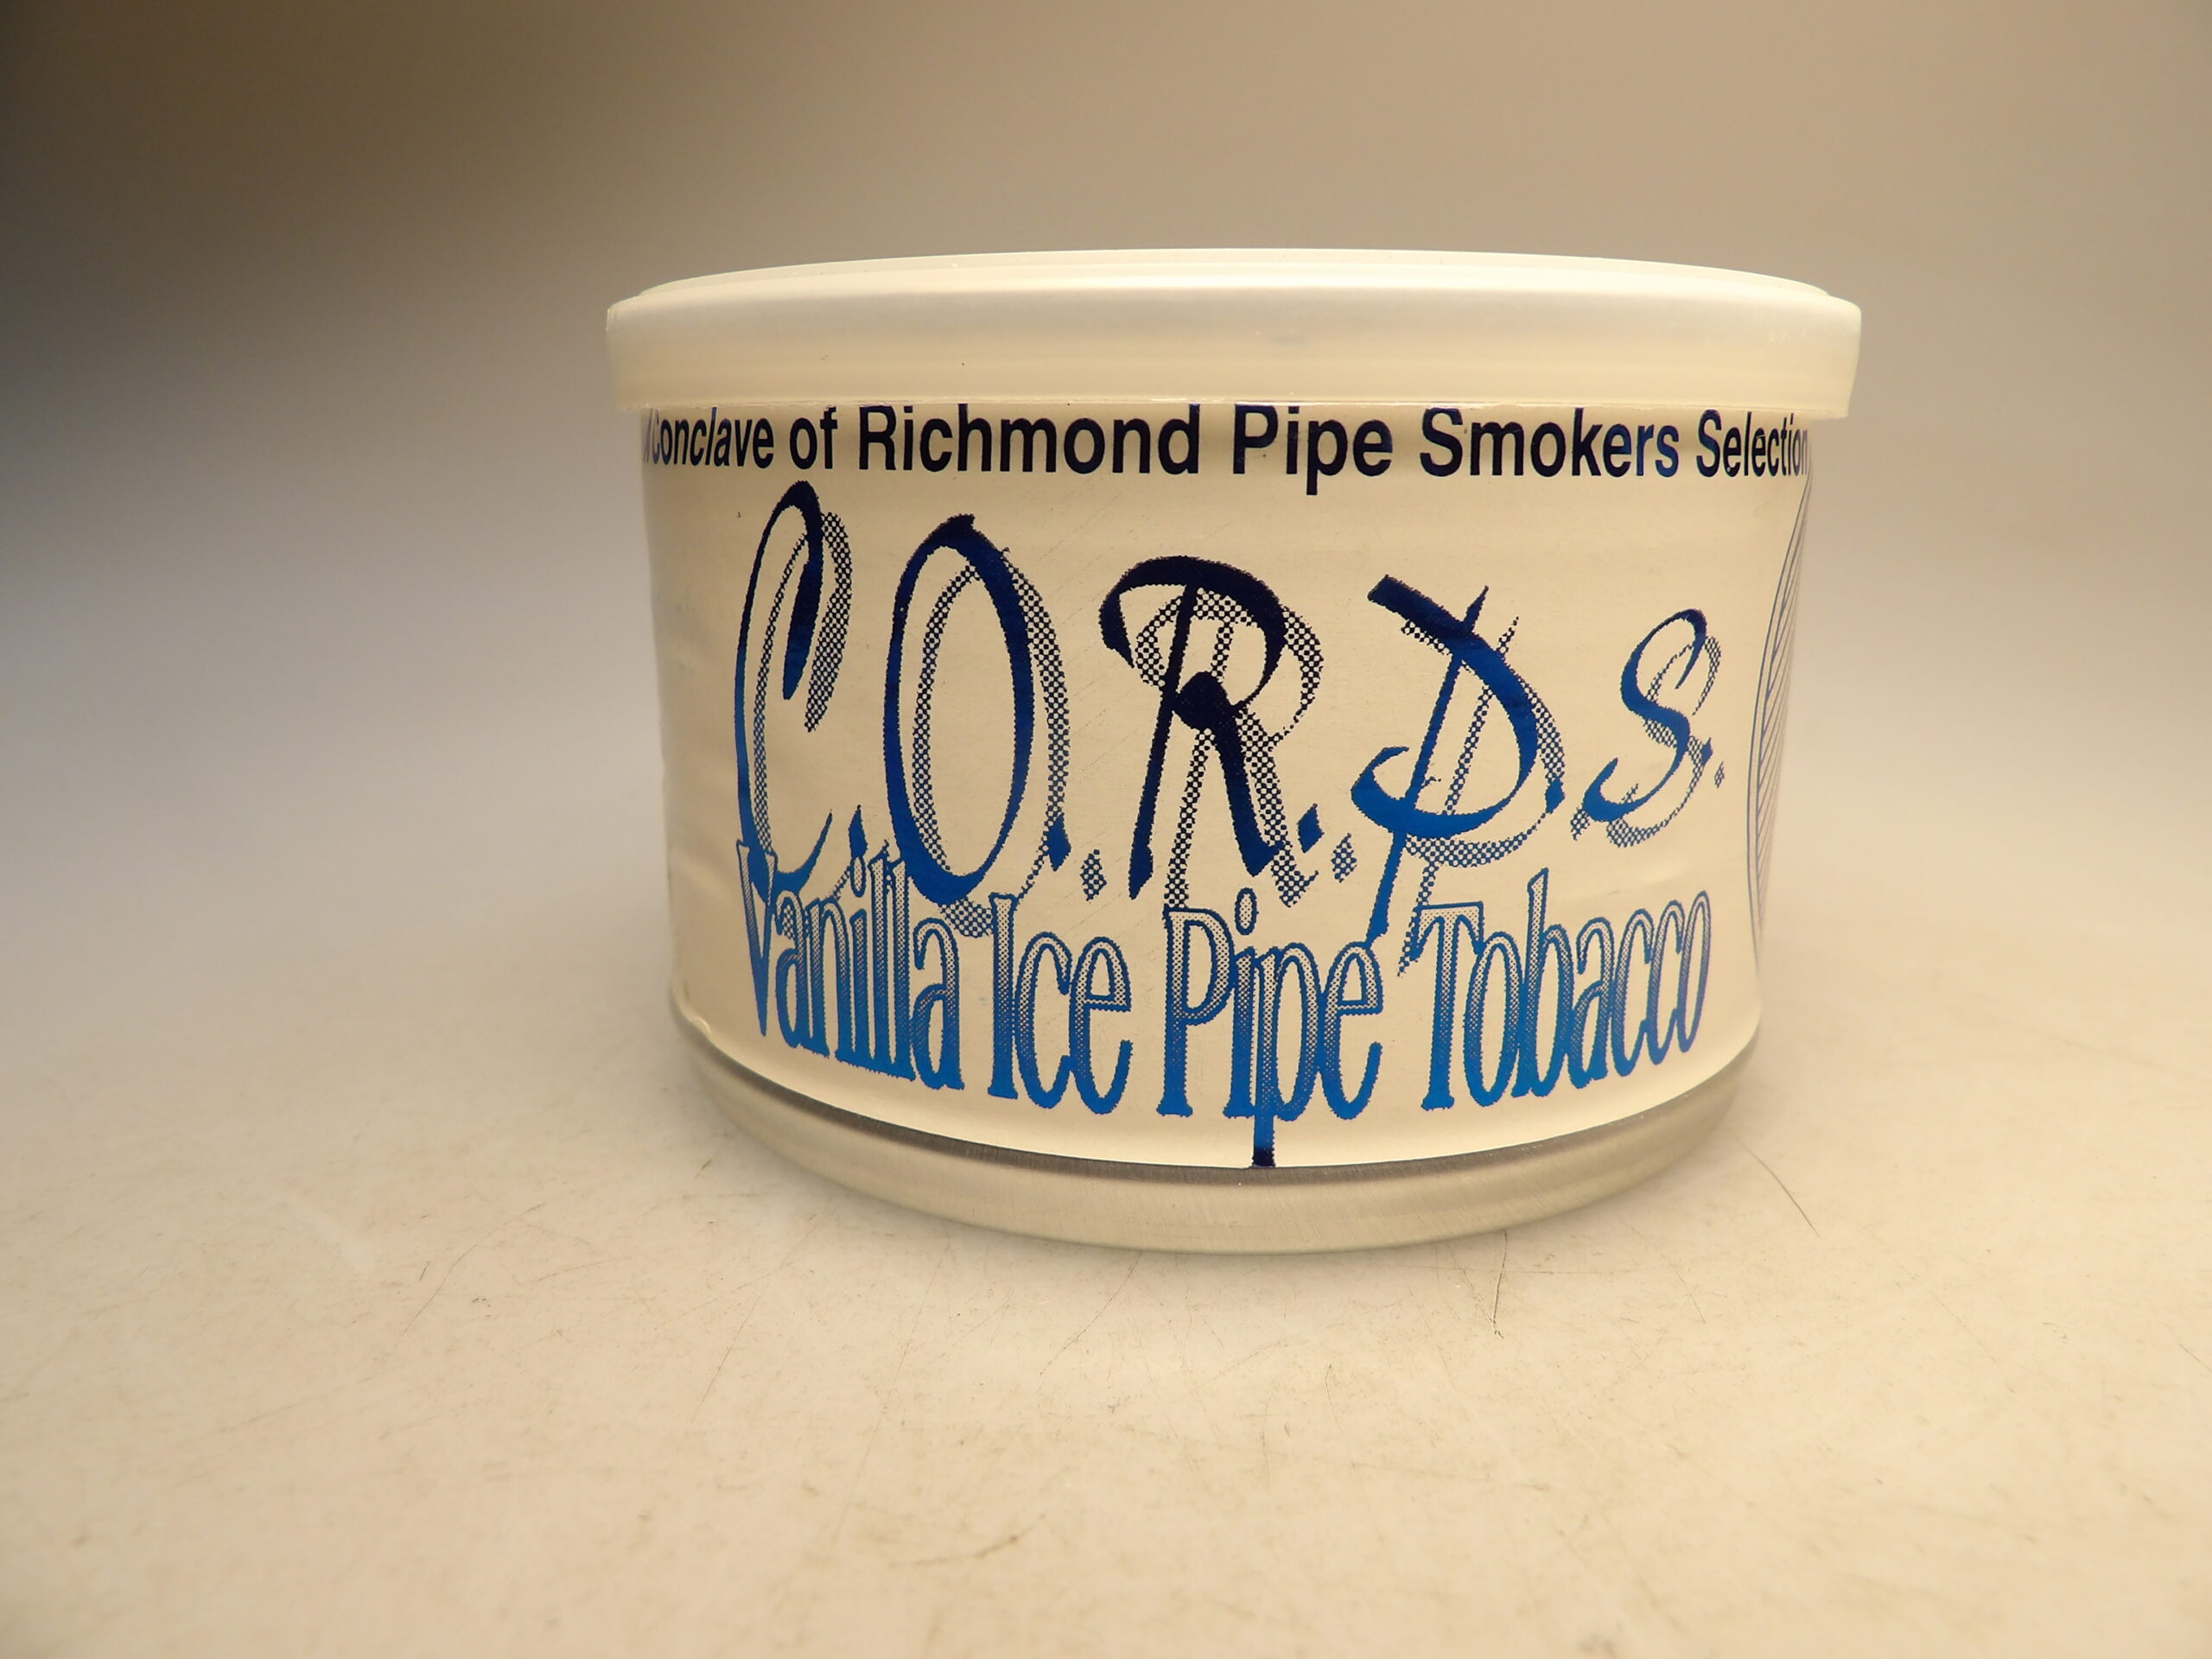 A Conclave of Richmond Pipe Smokers Selection
C.O.R.P.S.
Vanilla Ice Pipe Tobacco